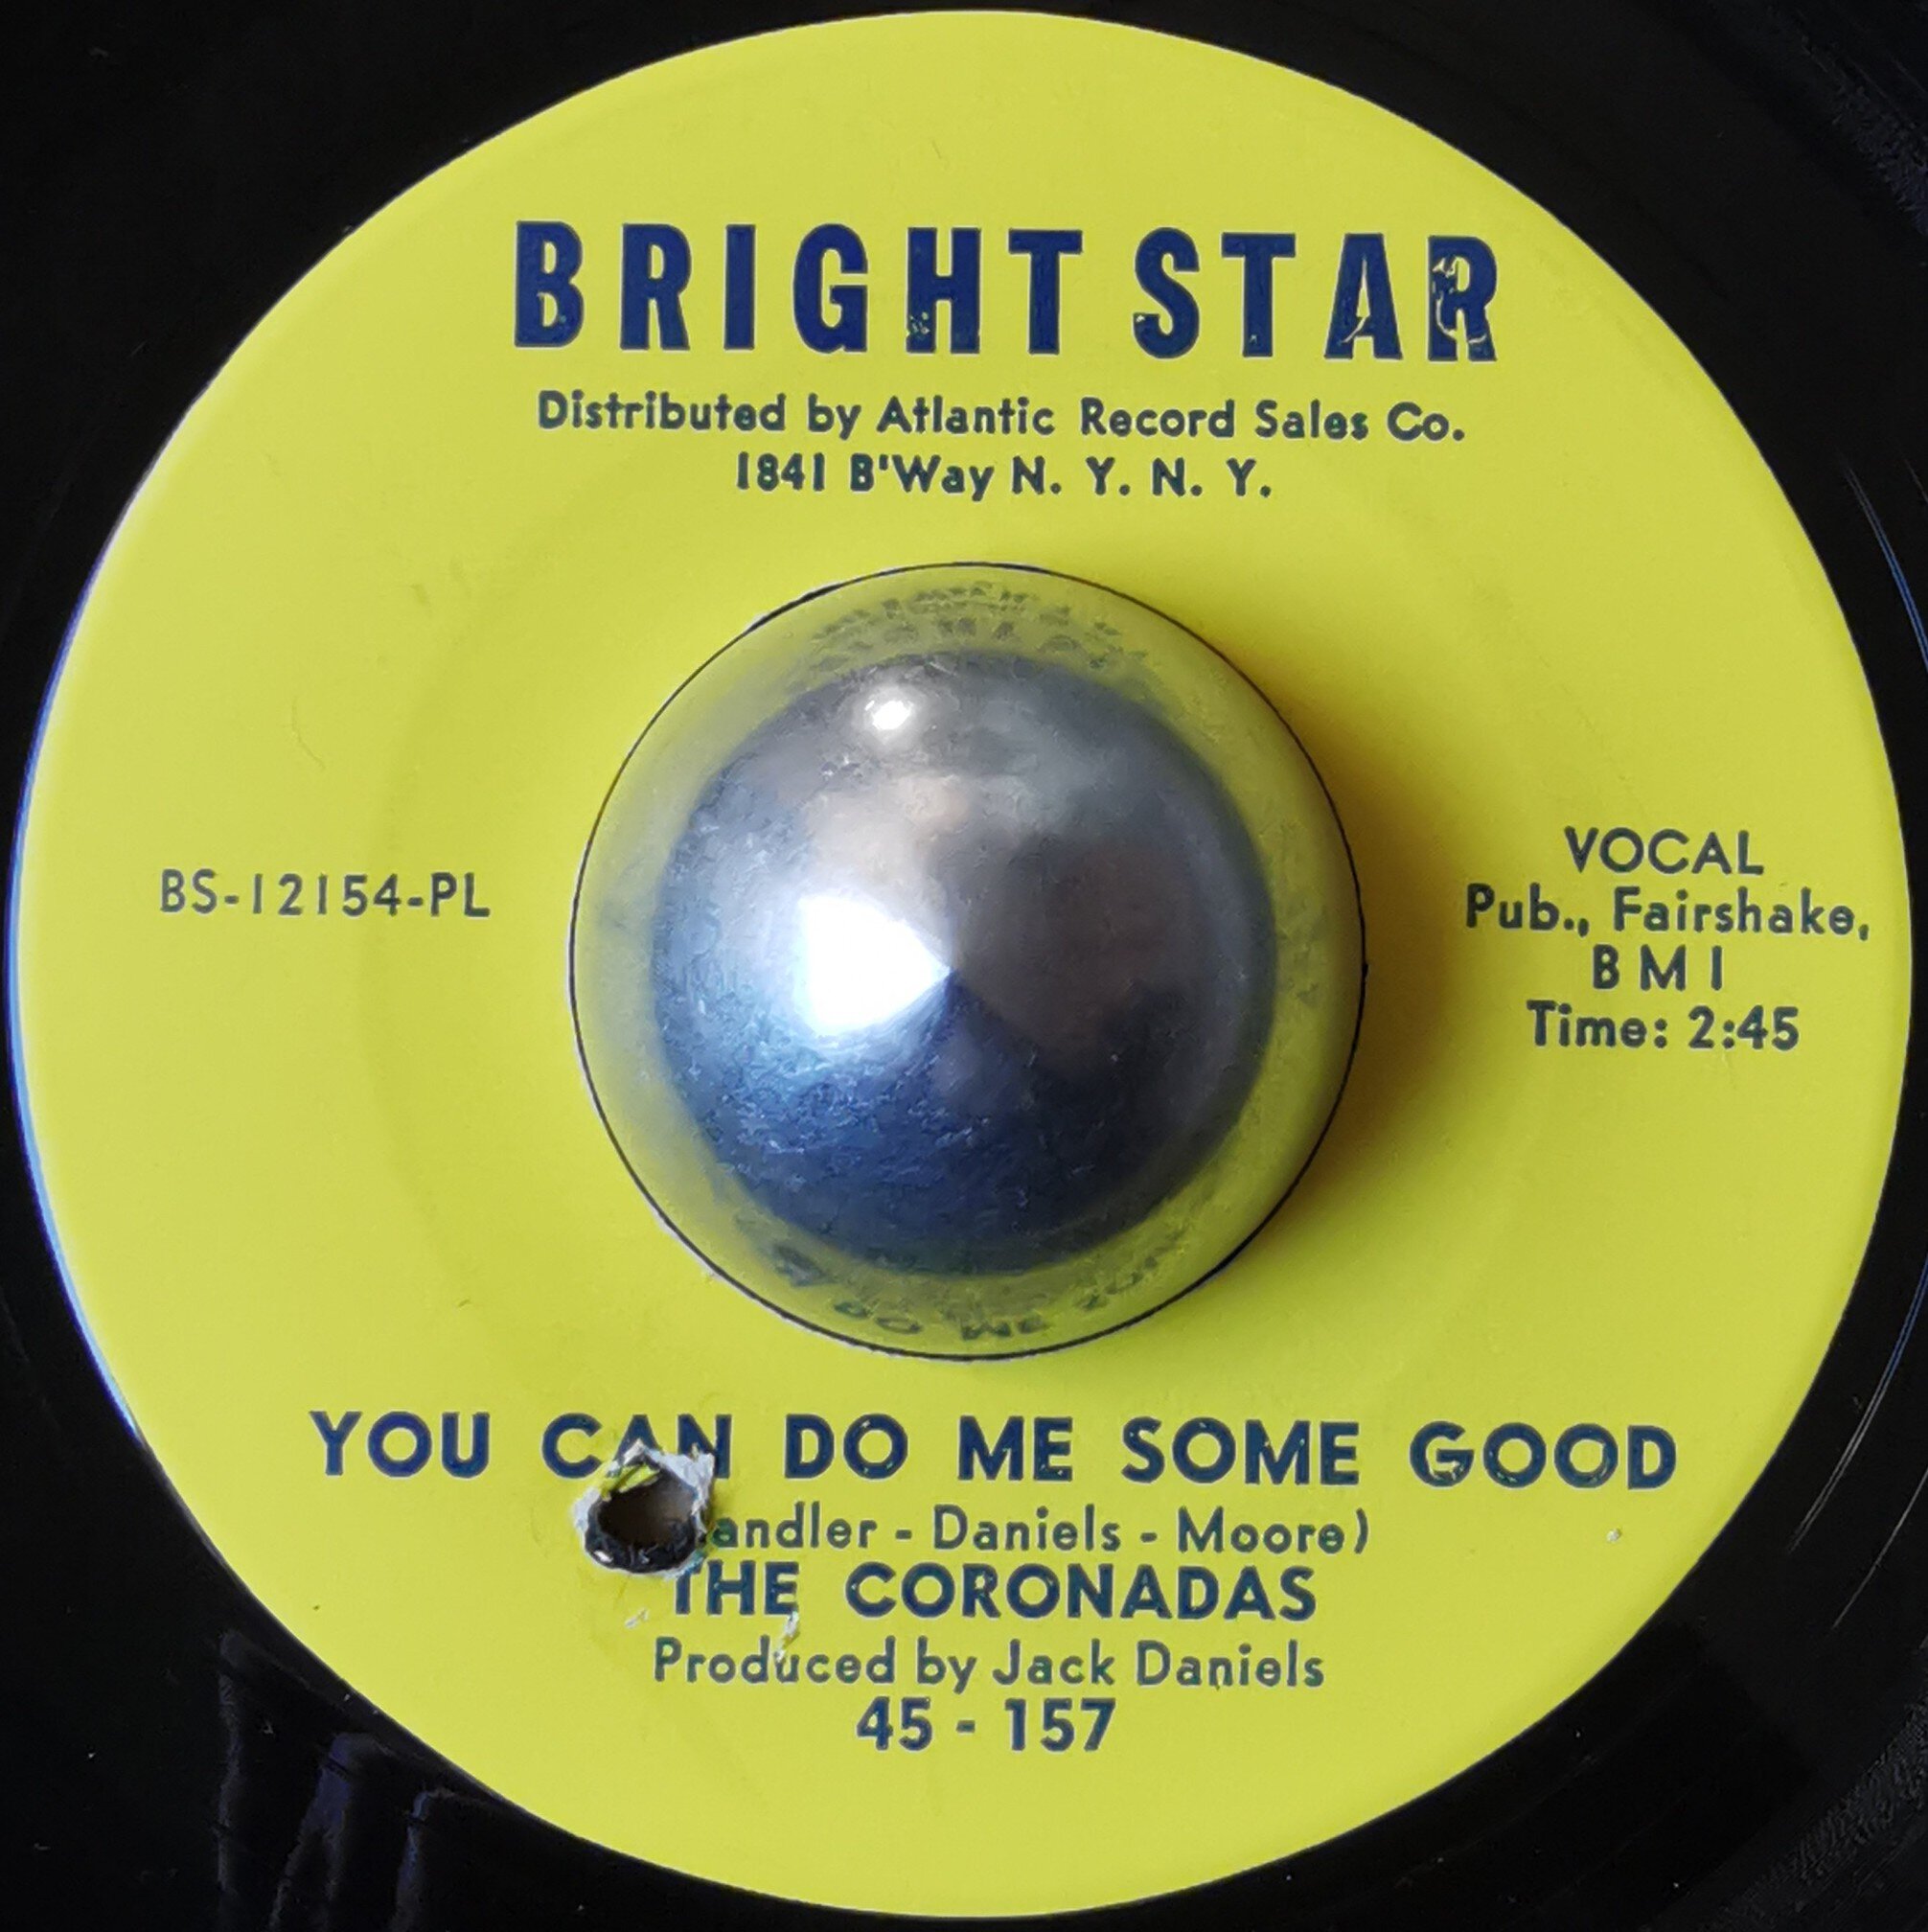 BRIGHT STAR
Distributed by Atlantic Record Sales Co.
1841 B'Way N. Y. N. Y.
BS-12154-PL
VOCAL
Pub., Fairshake,
B M I
Time: 2:45
YOU CAN DO ME SOME GOOD
- Daniels - Moore)
THE CORONADAS
Produced by Jack Daniels
45 - 157